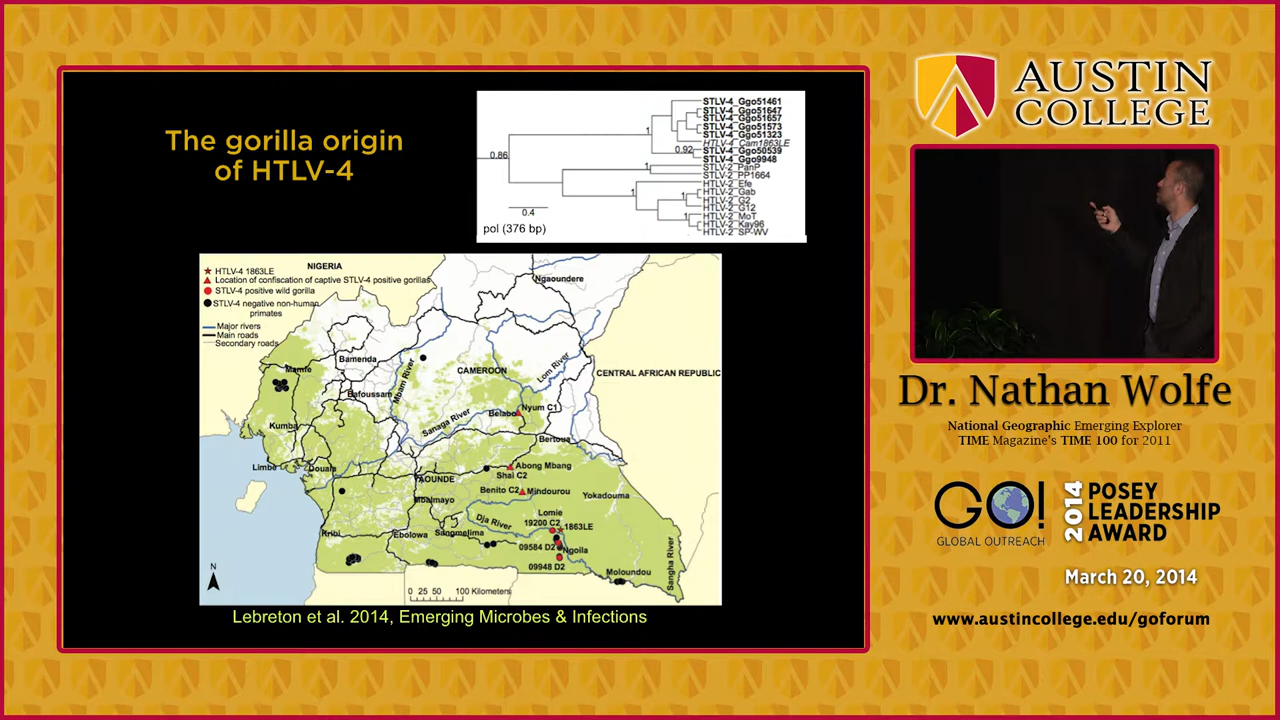 The gorilla origin
of HTLV-4
STLV-4_Ggo51461
STLV-4_Ggo51647
STLV-4_Ggo51657
STLV-4_Ggo51573
STLV-4_Ggo51323
HTLV-4_Cam1863LE
STLV-4_Ggo50539
STLV-4_Ggo9948
STLV-2_PanP
STLV-2_PP1664
HTLV-2_Efe
HTLV-2_Gab
HTLV-2_G2
HTLV-2_G12
HTLV-2_MoT
HTLV-2_Kay96
HTLV-2_SP-WV
1
0.92
0.86
1
1
1
1
0.4
pol (376 bp)
HTLV-4 1863LE
Location of confiscation of captive STLV-4 positive gorillas
STLV-4 positive wild gorilla
STLV-4 negative non-human
primates
Major rivers
Main roads
Secondary roads
NIGERIA
Ngaoundere
Bamenda
Mamfe
Mbam River
CAMEROON
Lom River
CENTRAL AFRICAN REPUBLIC
Bafoussam
Kumba
Sanaga River
Belabo
Nyum C1
Bertoua
Limbe
Douala
YAOUNDE
Abong Mbang
Shai C2
Mbalmayo
Benito C2
Mindourou
Yokadouma
Lomie
Dja River
19200 C2
1863LE
Kribi
Ebolowa
Sangmelima
09584 D2
Ngoila
09948 D2
Moloundou
Sangha River
N
0 25 50 100 Kilometers
Lebreton et al. 2014, Emerging Microbes & Infections
AUSTIN
COLLEGE
Dr. Nathan Wolfe
National Geographic Emerging Explorer
TIME Magazine's TIME 100 for 2011
GO!
GLOBAL OUTREACH
2014
POSEY
LEADERSHIP
AWARD
March 20, 2014
www.austincollege.edu/goforum